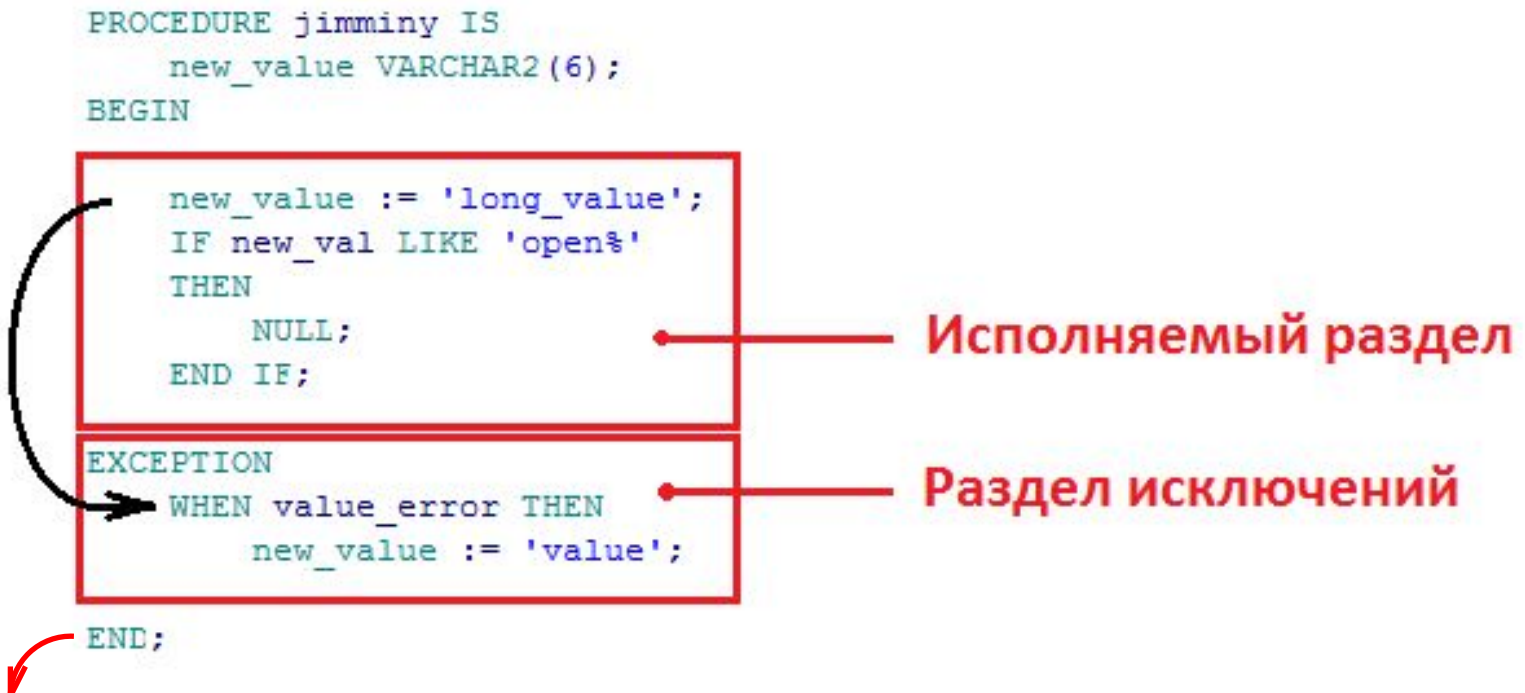 PROCEDURE jimminy IS
new_value VARCHAR2(6);
BEGIN
new_value := 'long_value';
IF new_val LIKE 'open%'
THEN
NULL;
END IF;
Исполняемый раздел
EXCEPTION
WHEN value_error THEN
new_value := 'value';
Раздел исключений
END;